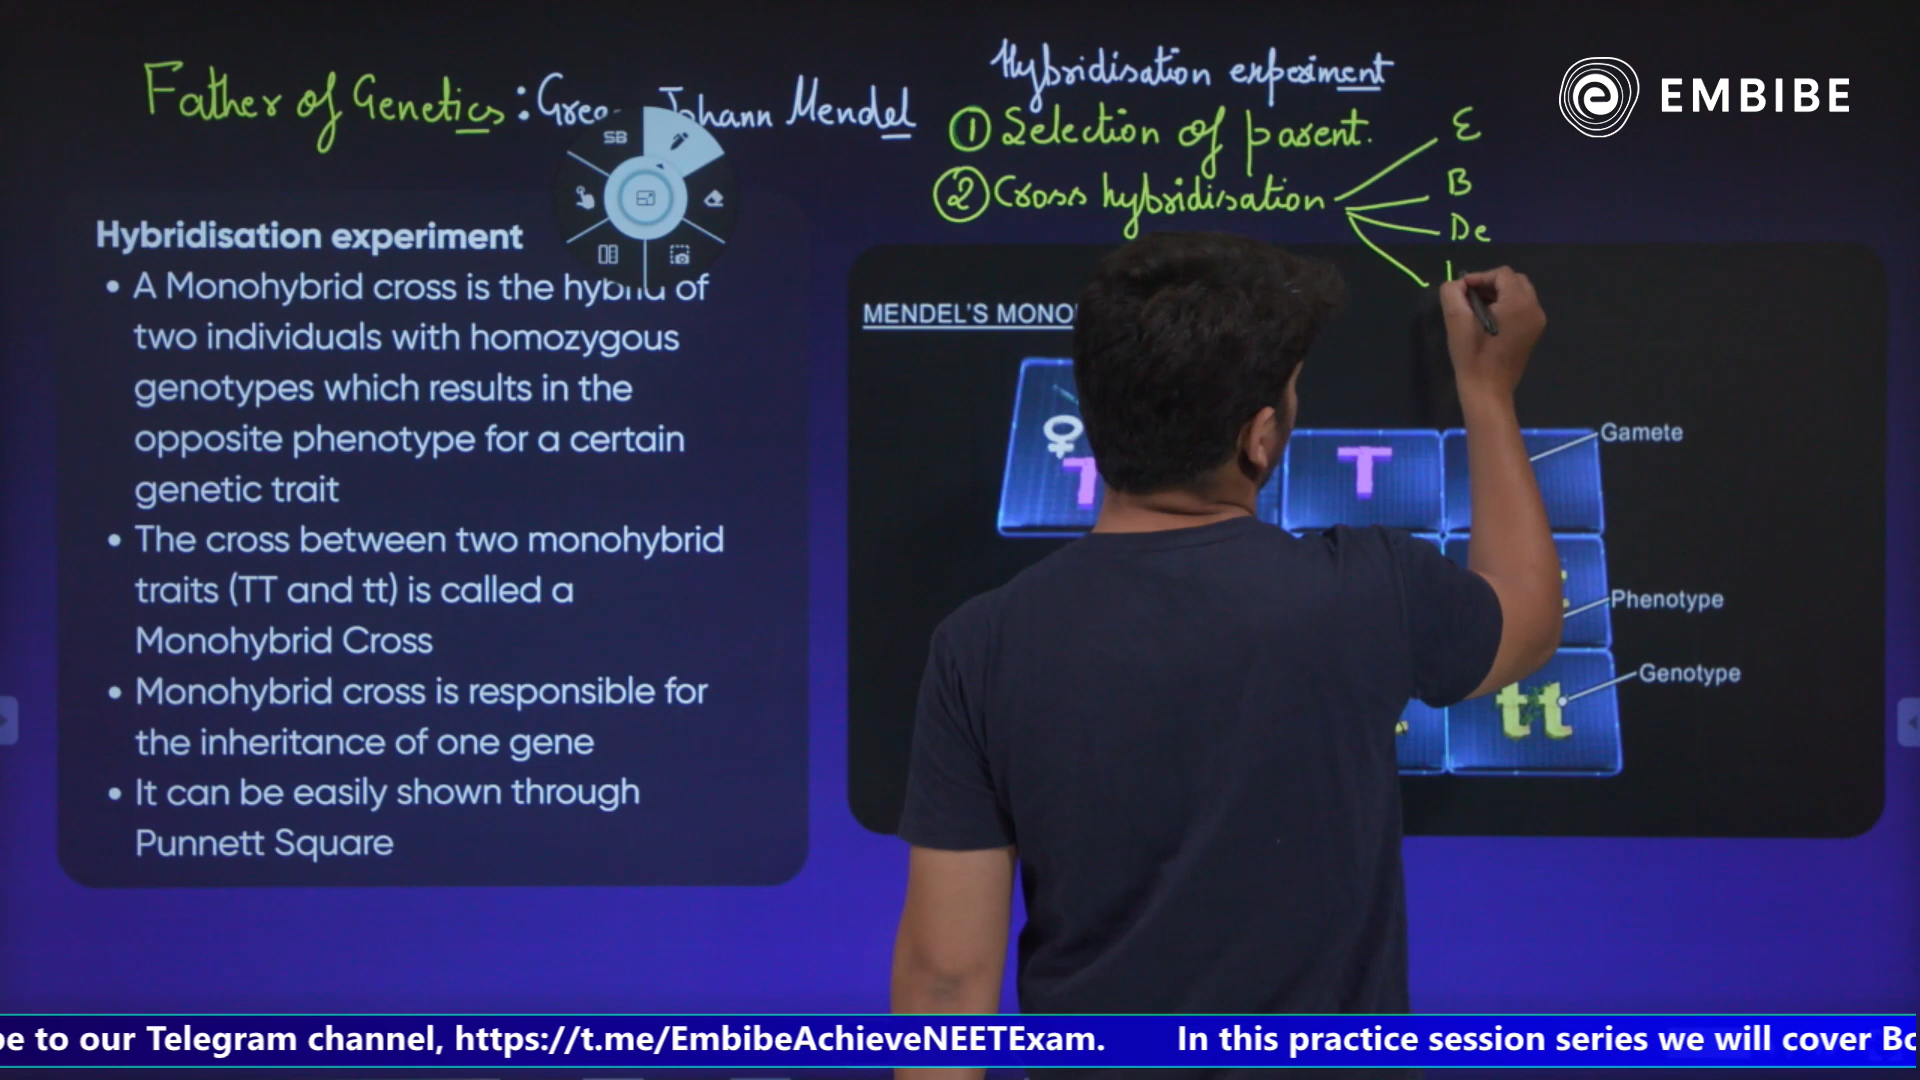 Father of Genetics : Johann Mendel
Hybridisation experiment
① Selection of parent.
② Cross hybridisation
E
B
De
EMBIBE
SB
Hybridisation experiment
• A Monohybrid cross is the hybrid of
two individuals with homozygous
genotypes which results in the
opposite phenotype for a certain
genetic trait
• The cross between two monohybrid
traits (TT and tt) is called a
Monohybrid Cross
• Monohybrid cross is responsible for
the inheritance of one gene
• It can be easily shown through
Punnett Square
MENDEL'S MONO
T
T
Gamete
Phenotype
Genotype
tt
be to our Telegram channel, https://t.me/EmbibeAchieveNEETExam. In this practice session series we will cover Bo